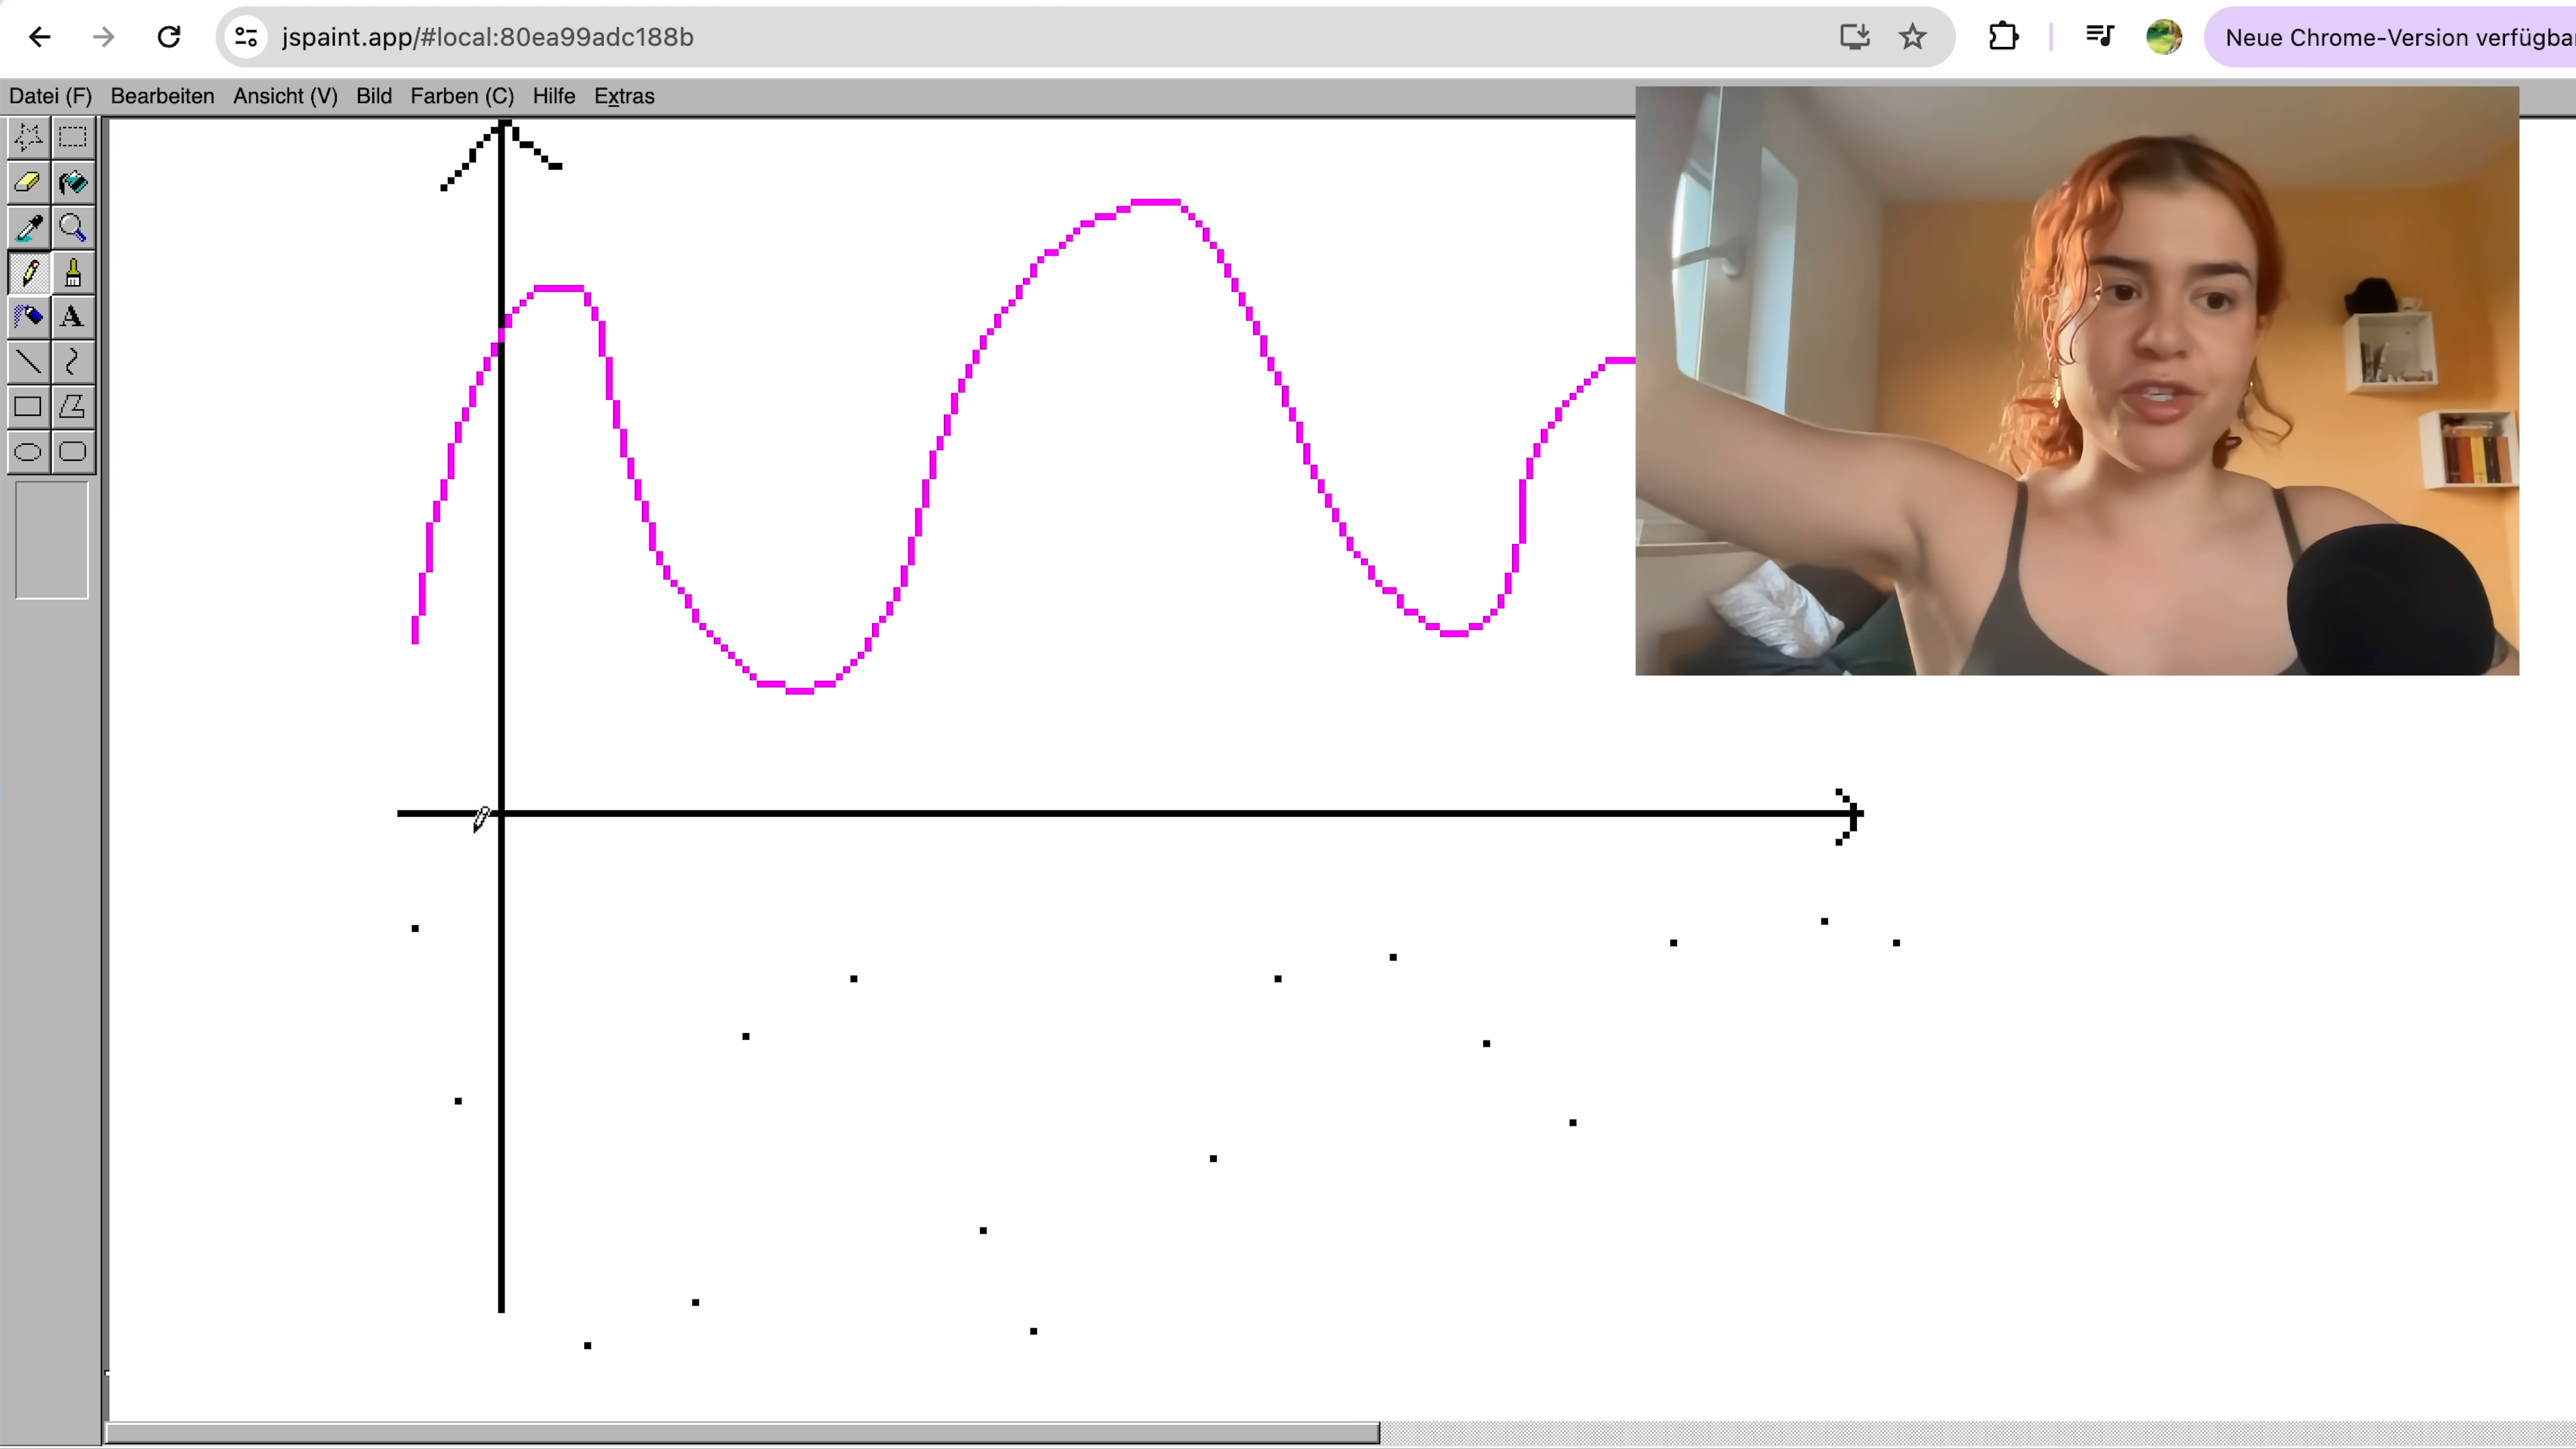 jspaint.app/#local:80ea99adc188b
Neue Chrome-Version verfügba
Datei (F) Bearbeiten Ansicht (V) Bild Farben (C) Hilfe Extras
A